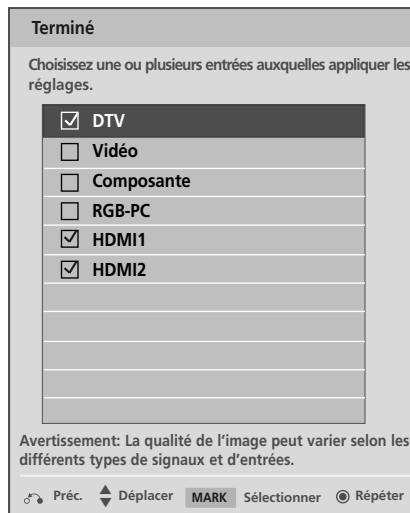 Terminé
Choisissez une ou plusieurs entrées auxquelles appliquer les
réglages.
DTV
Vidéo
Composante
RGB-PC
HDMI1
HDMI2
Avertissement: La qualité de l'image peut varier selon les
différents types de signaux et d'entrées.
Préc. Déplacer MARK Sélectionner Répéter